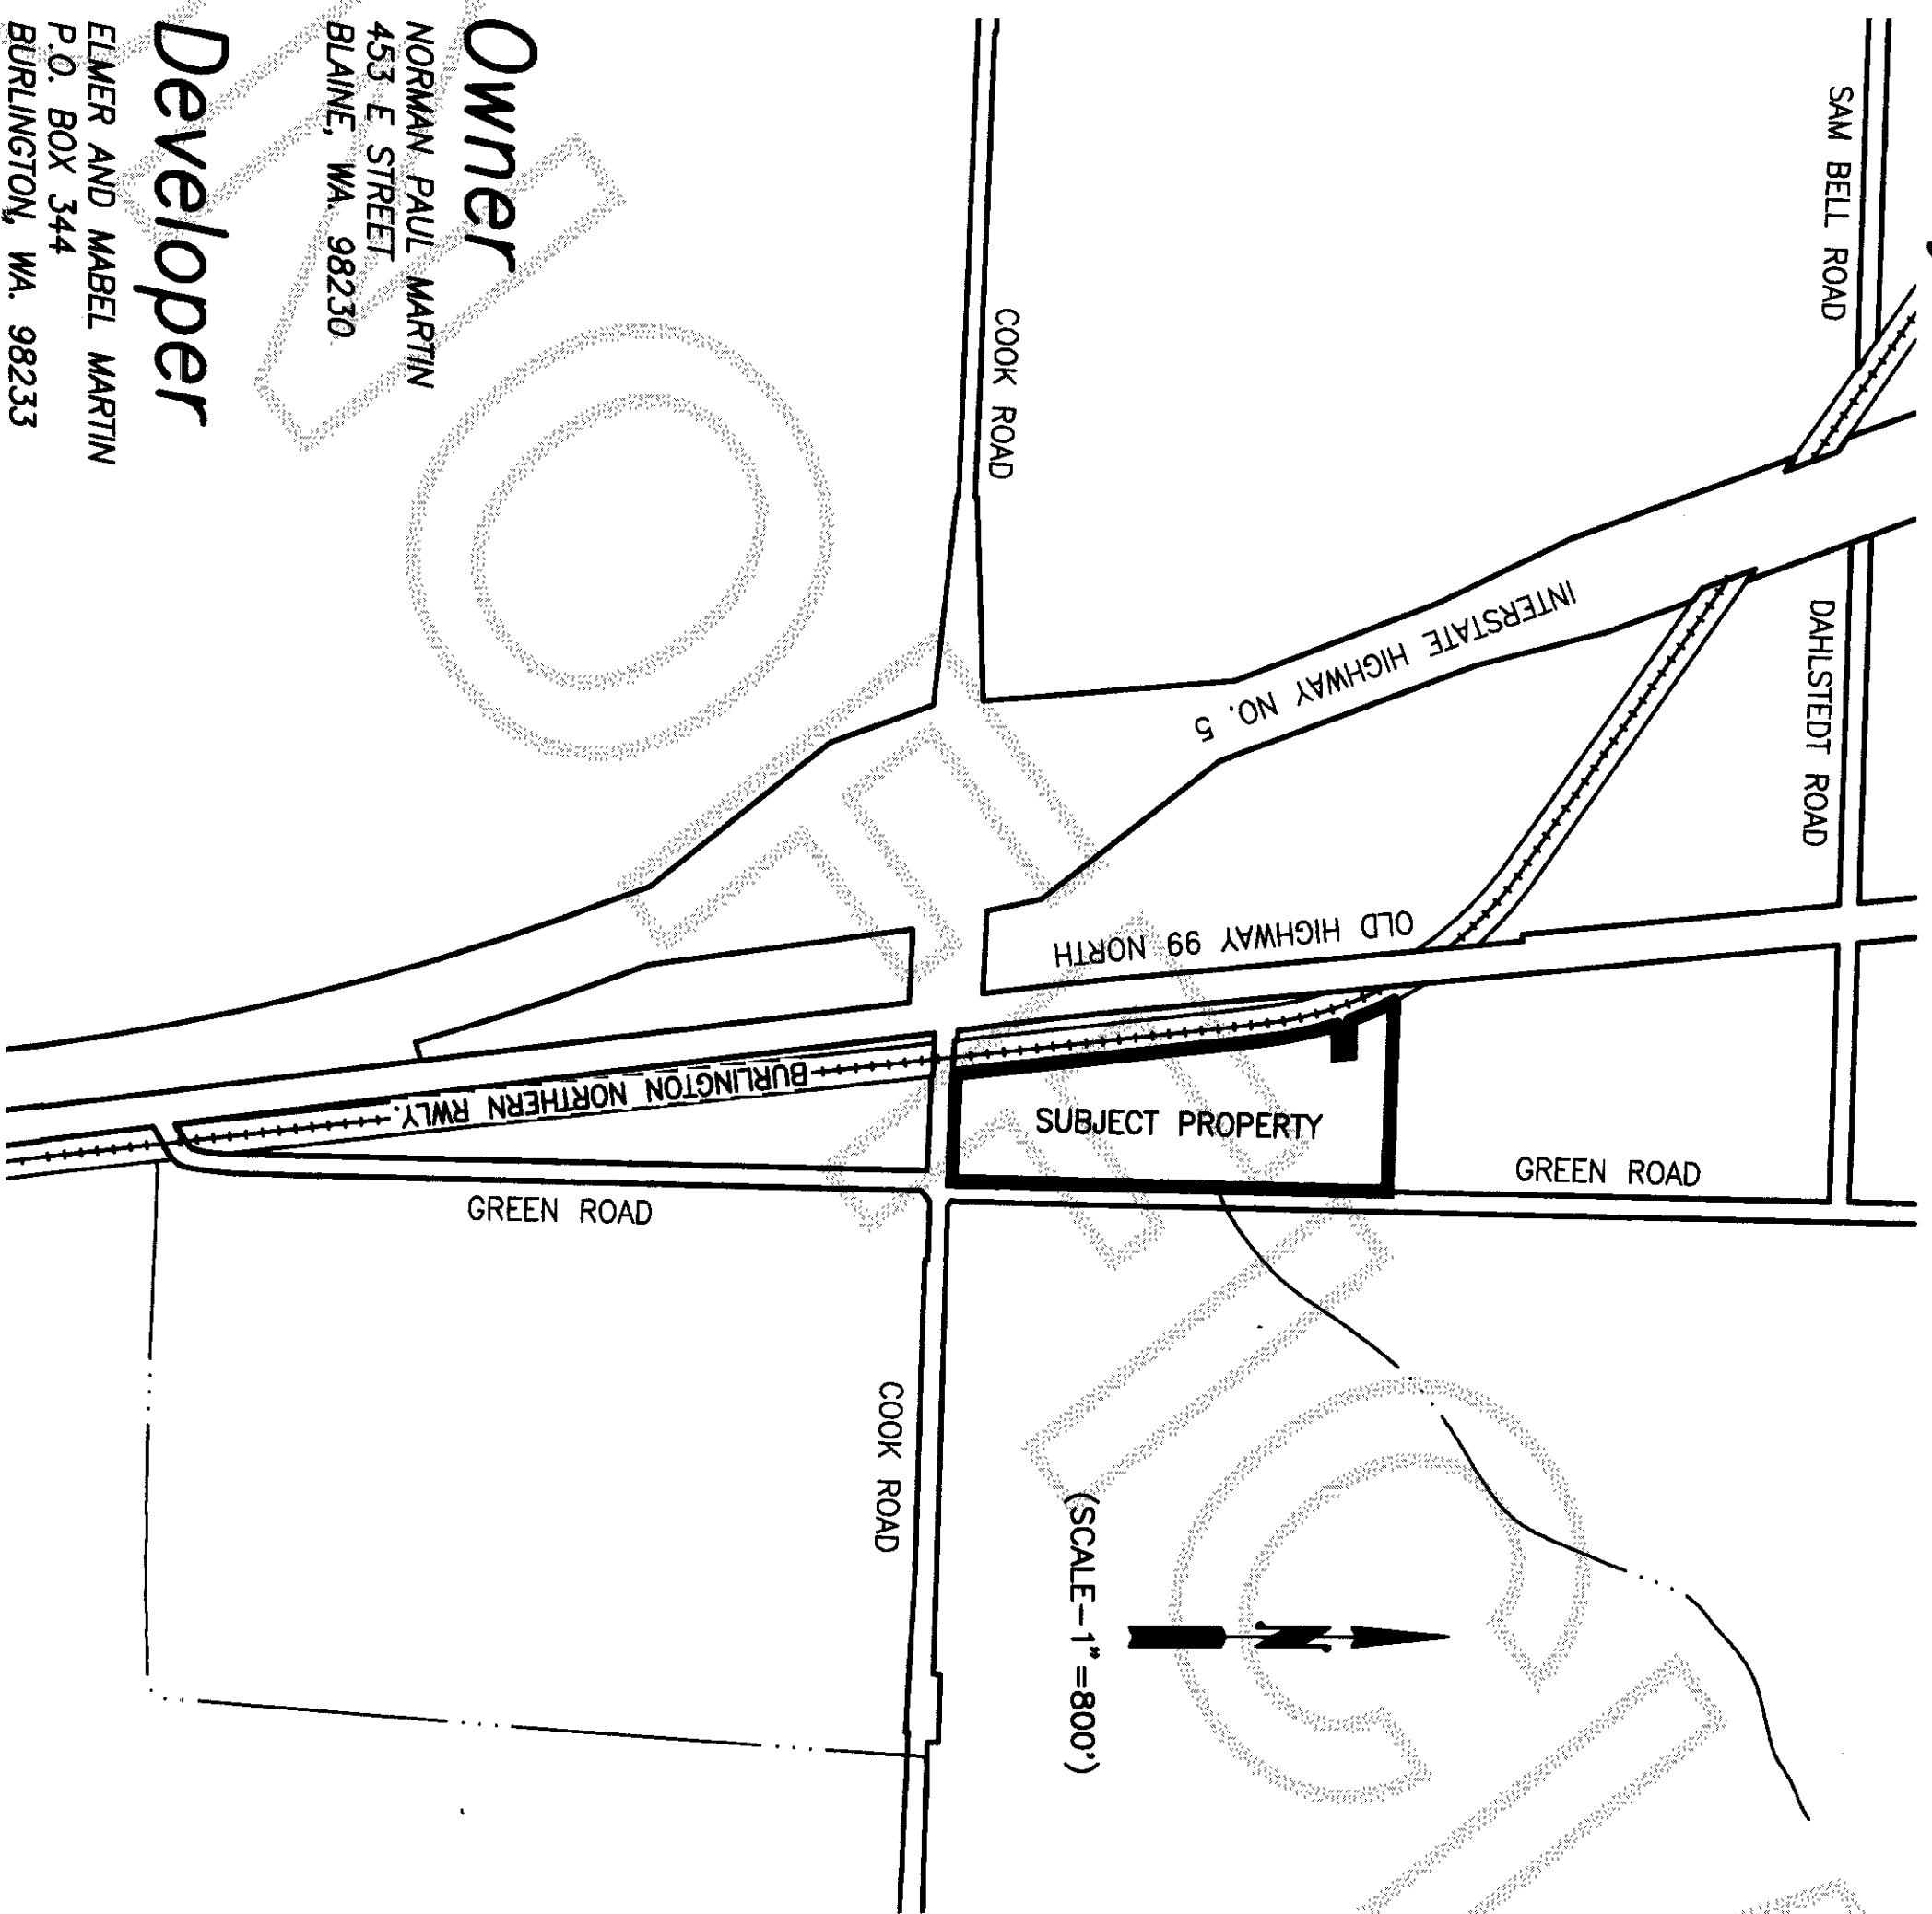 SAM BELL ROAD
DAHLSTEDT ROAD
INTERSTATE HIGHWAY NO. 5
COOK ROAD
OLD HIGHWAY 99 NORTH
BURLINGTON NORTHERN RWLY.
SUBJECT PROPERTY
GREEN ROAD
GREEN ROAD
COOK ROAD
N
(SCALE-1"=800')
Owner
NORMAN PAUL MARTIN
453 E STREET
BLAINE, WA. 98230
Developer
ELMER AND MABEL MARTIN
P.O. BOX 344
BURLINGTON, WA. 98233